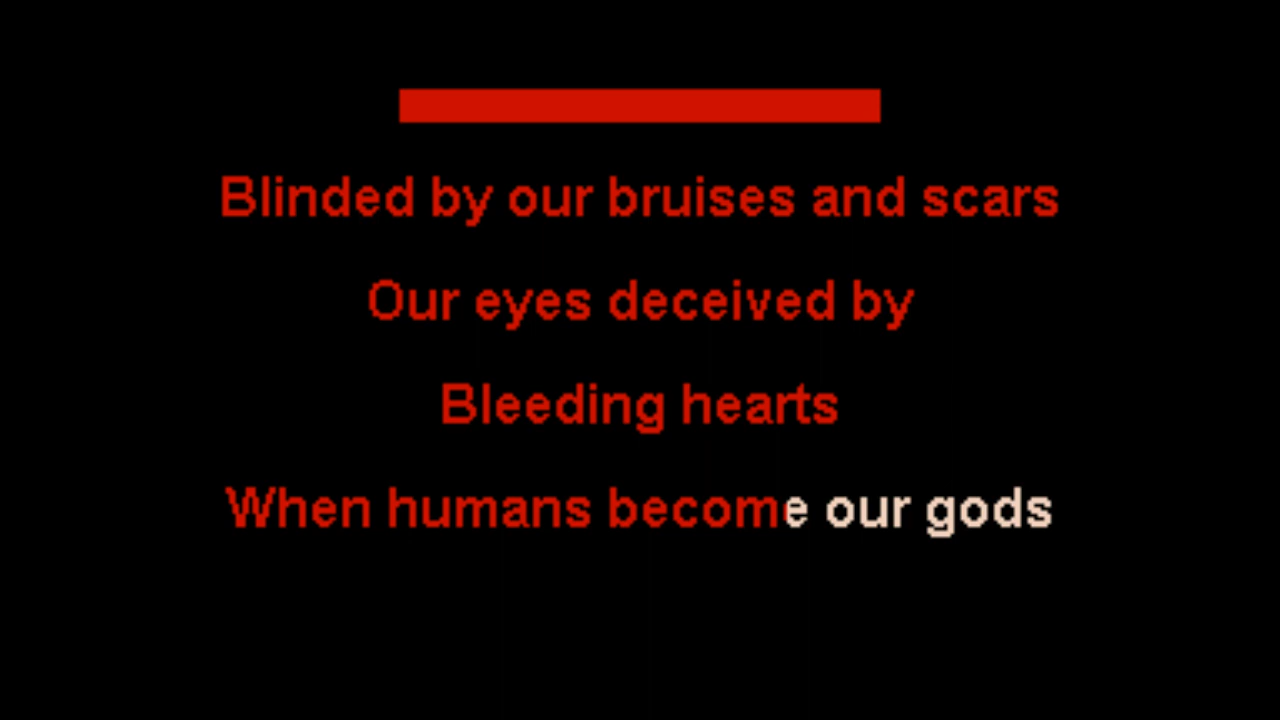 Blinded by our bruises and scars
Our eyes deceived by
Bleeding hearts
When humans become our gods